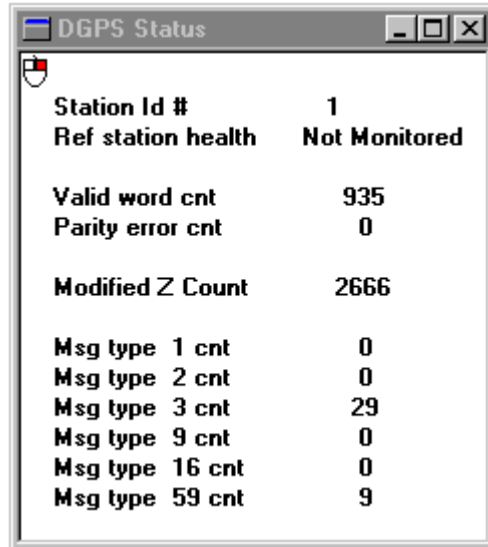 DGPS Status
Station Id # 1
Ref station health Not Monitored
Valid word cnt 935
Parity error cnt 0
Modified Z Count 2666
Msg type 1 cnt 0
Msg type 2 cnt 0
Msg type 3 cnt 29
Msg type 9 cnt 0
Msg type 16 cnt 0
Msg type 59 cnt 9